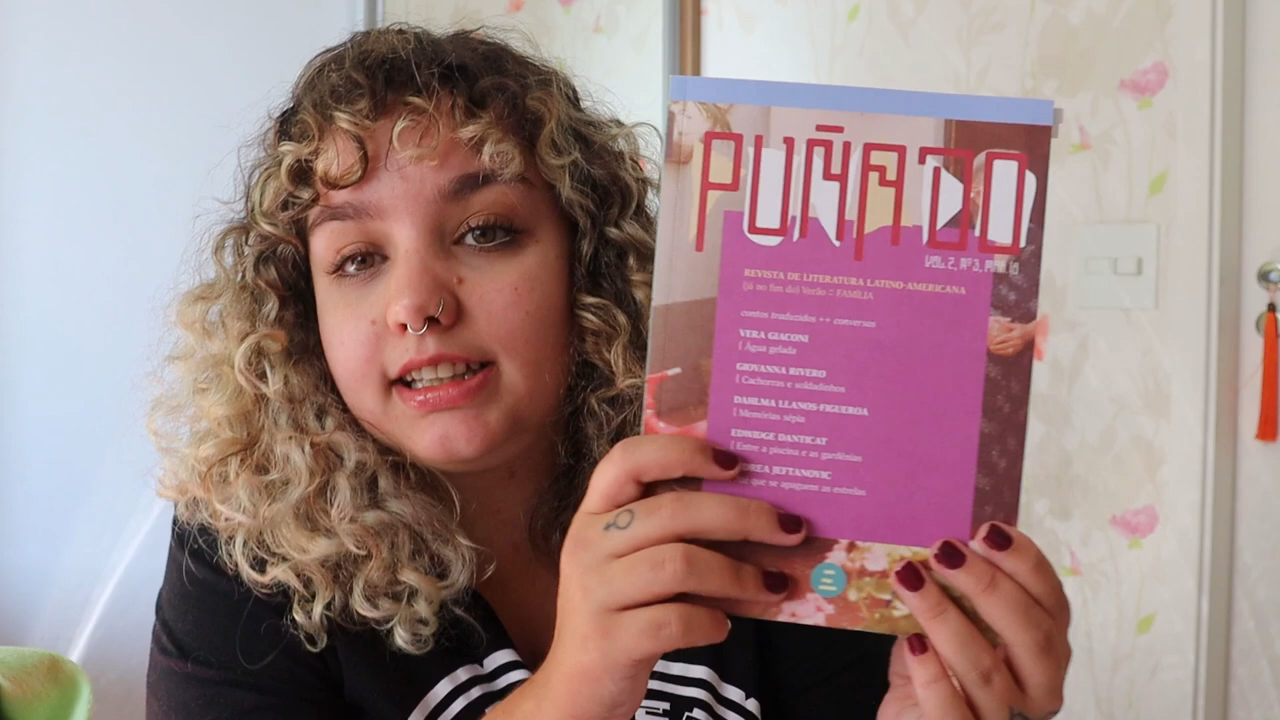 PUÑADO
VOL. 2, Nº 3,
REVISTA DE LITERATURA LATINO-AMERICANA
(já no fim do) Verão :: FAMÍLIA
contos traduzidos ++ conversas
VERA GIACONI
{ Água gelada
GIOVANNA RIVERO
{ Cachorras e soldadinhos
DAHLMA LLANOS-FIGUEROA
{ Memórias sépia
EDWIDGE DANTICAT
{ Entre a piscina e as gardênias
JEFTANOVIC
que se apaguem as estrelas